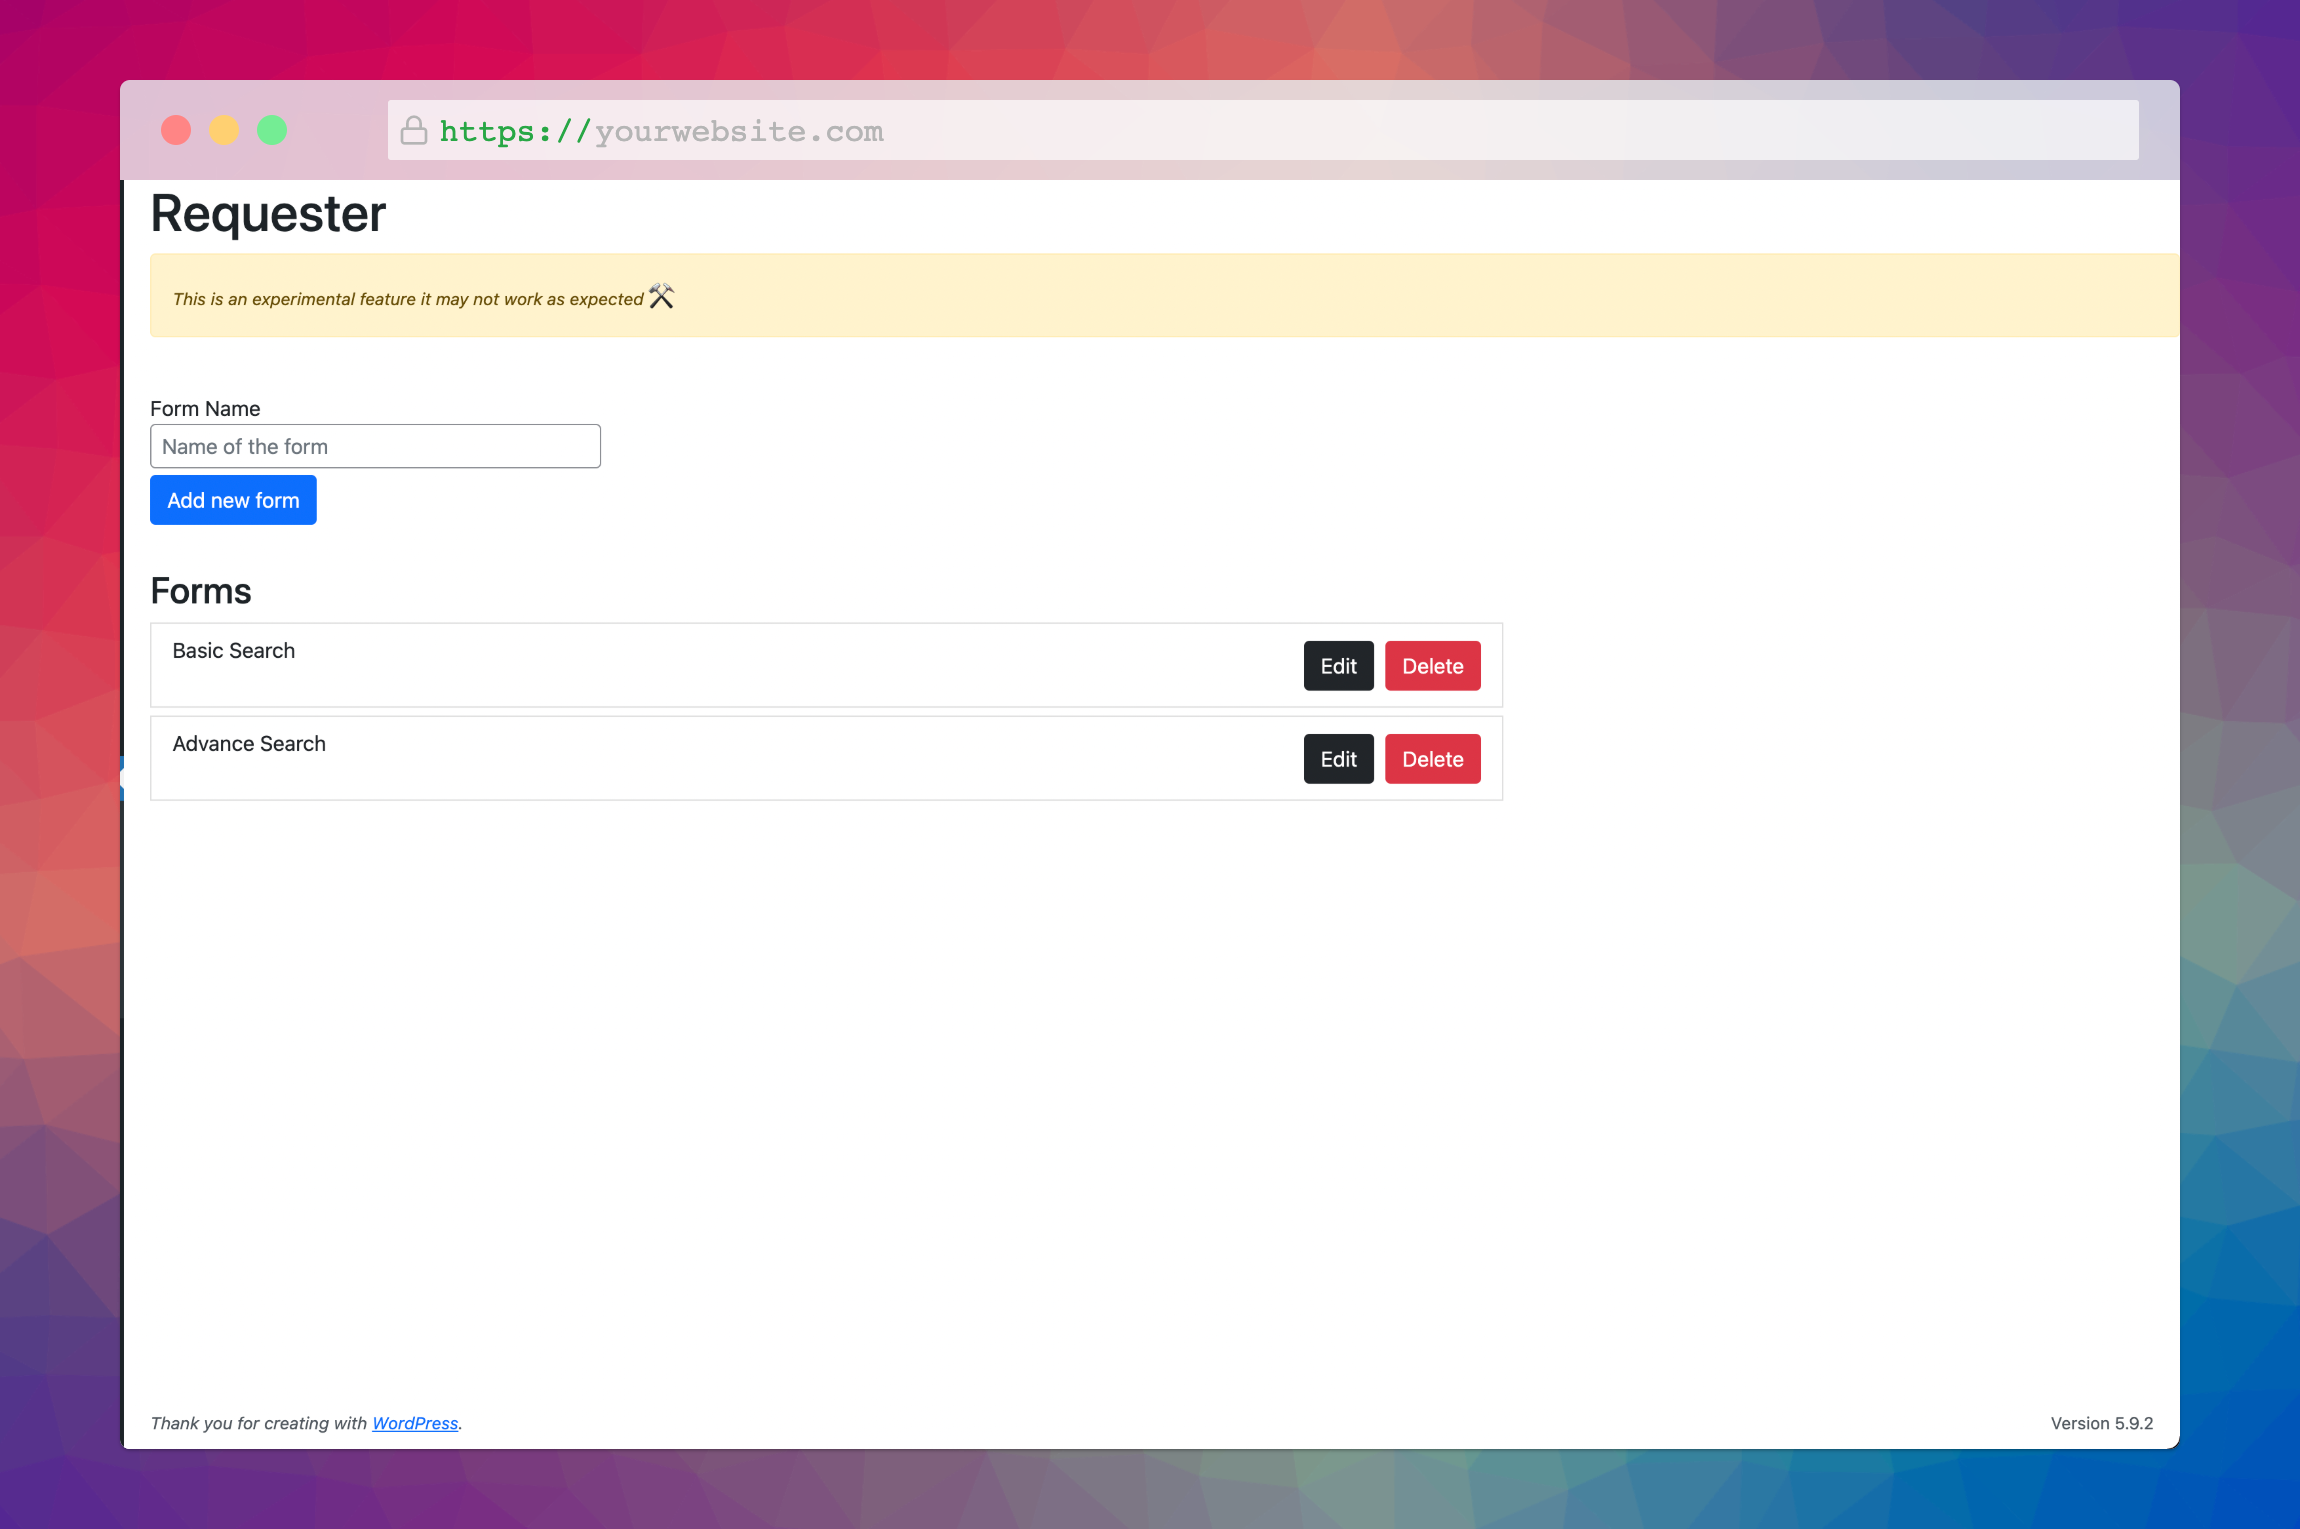 https://yourwebsite.com
Requester
This is an experimental feature it may not work as expected
Form Name
Name of the form
Add new form
Forms
Basic Search
Edit
Delete
Advance Search
Edit
Delete
Thank you for creating with WordPress.
Version 5.9.2